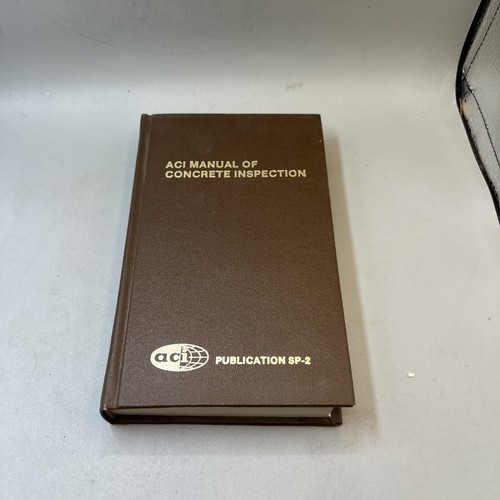 ACI MANUAL OF
CONCRETE INSPECTION
aci
PUBLICATION SP-2